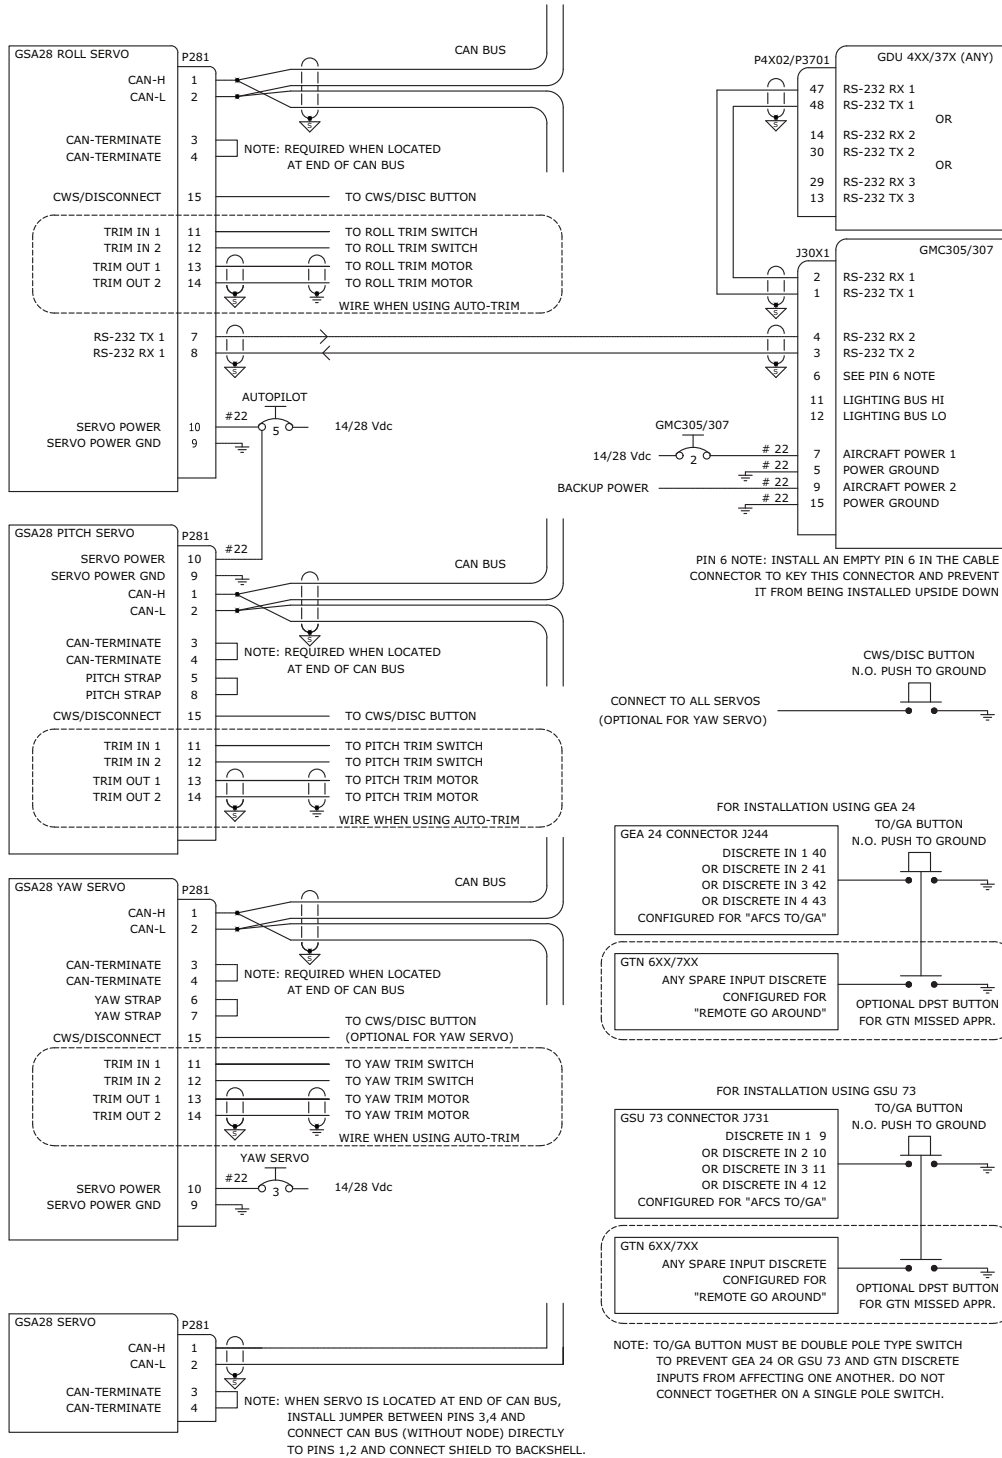 GSA28 ROLL SERVO
P281
CAN BUS
CAN-H 1
CAN-L 2
CAN-TERMINATE 3
CAN-TERMINATE 4
NOTE: REQUIRED WHEN LOCATED
AT END OF CAN BUS
CWS/DISCONNECT 15 TO CWS/DISC BUTTON
TRIM IN 1 11 TO ROLL TRIM SWITCH
TRIM IN 2 12 TO ROLL TRIM SWITCH
TRIM OUT 1 13 TO ROLL TRIM MOTOR
TRIM OUT 2 14 TO ROLL TRIM MOTOR
S
S
WIRE WHEN USING AUTO-TRIM
RS-232 TX 1 7
RS-232 RX 1 8
S
AUTOPILOT
SERVO POWER 10 #22 5 14/28 Vdc
SERVO POWER GND 9
P4X02/P3701
GDU 4XX/37X (ANY)
47 RS-232 RX 1
48 RS-232 TX 1
S
OR
14 RS-232 RX 2
30 RS-232 TX 2
OR
29 RS-232 RX 3
13 RS-232 TX 3
J30X1
GMC305/307
2 RS-232 RX 1
1 RS-232 TX 1
S
4 RS-232 RX 2
3 RS-232 TX 2
S
6 SEE PIN 6 NOTE
11 LIGHTING BUS HI
12 LIGHTING BUS LO
GMC305/307
14/28 Vdc 2 # 22 7 AIRCRAFT POWER 1
# 22 5 POWER GROUND
BACKUP POWER # 22 9 AIRCRAFT POWER 2
# 22 15 POWER GROUND
PIN 6 NOTE: INSTALL AN EMPTY PIN 6 IN THE CABLE
CONNECTOR TO KEY THIS CONNECTOR AND PREVENT
IT FROM BEING INSTALLED UPSIDE DOWN
GSA28 PITCH SERVO
P281
CAN BUS
SERVO POWER 10 #22
SERVO POWER GND 9
CAN-H 1
CAN-L 2
S
CAN-TERMINATE 3
CAN-TERMINATE 4
NOTE: REQUIRED WHEN LOCATED
AT END OF CAN BUS
PITCH STRAP 5
PITCH STRAP 8
CWS/DISCONNECT 15 TO CWS/DISC BUTTON
TRIM IN 1 11 TO PITCH TRIM SWITCH
TRIM IN 2 12 TO PITCH TRIM SWITCH
TRIM OUT 1 13 TO PITCH TRIM MOTOR
TRIM OUT 2 14 TO PITCH TRIM MOTOR
S
WIRE WHEN USING AUTO-TRIM
CWS/DISC BUTTON
N.O. PUSH TO GROUND
CONNECT TO ALL SERVOS
(OPTIONAL FOR YAW SERVO)
FOR INSTALLATION USING GEA 24
TO/GA BUTTON
N.O. PUSH TO GROUND
GEA 24 CONNECTOR J244
DISCRETE IN 1 40
OR DISCRETE IN 2 41
OR DISCRETE IN 3 42
OR DISCRETE IN 4 43
CONFIGURED FOR "AFCS TO/GA"
GTN 6XX/7XX
ANY SPARE INPUT DISCRETE
CONFIGURED FOR
"REMOTE GO AROUND"
OPTIONAL DPST BUTTON
FOR GTN MISSED APPR.
GSA28 YAW SERVO
P281
CAN BUS
CAN-H 1
CAN-L 2
S
CAN-TERMINATE 3
CAN-TERMINATE 4
NOTE: REQUIRED WHEN LOCATED
AT END OF CAN BUS
YAW STRAP 6
YAW STRAP 7
TO CWS/DISC BUTTON
CWS/DISCONNECT 15 (OPTIONAL FOR YAW SERVO)
TRIM IN 1 11 TO YAW TRIM SWITCH
TRIM IN 2 12 TO YAW TRIM SWITCH
TRIM OUT 1 13 TO YAW TRIM MOTOR
TRIM OUT 2 14 TO YAW TRIM MOTOR
S
WIRE WHEN USING AUTO-TRIM
YAW SERVO
SERVO POWER 10 #22 3 14/28 Vdc
SERVO POWER GND 9
FOR INSTALLATION USING GSU 73
TO/GA BUTTON
N.O. PUSH TO GROUND
GSU 73 CONNECTOR J731
DISCRETE IN 1 9
OR DISCRETE IN 2 10
OR DISCRETE IN 3 11
OR DISCRETE IN 4 12
CONFIGURED FOR "AFCS TO/GA"
GTN 6XX/7XX
ANY SPARE INPUT DISCRETE
CONFIGURED FOR
"REMOTE GO AROUND"
OPTIONAL DPST BUTTON
FOR GTN MISSED APPR.
NOTE: TO/GA BUTTON MUST BE DOUBLE POLE TYPE SWITCH
TO PREVENT GEA 24 OR GSU 73 AND GTN DISCRETE
INPUTS FROM AFFECTING ONE ANOTHER. DO NOT
CONNECT TOGETHER ON A SINGLE POLE SWITCH.
GSA28 SERVO
P281
CAN-H 1
CAN-L 2
S
CAN-TERMINATE 3
CAN-TERMINATE 4
NOTE: WHEN SERVO IS LOCATED AT END OF CAN BUS,
INSTALL JUMPER BETWEEN PINS 3,4 AND
CONNECT CAN BUS (WITHOUT NODE) DIRECTLY
TO PINS 1,2 AND CONNECT SHIELD TO BACKSHELL.